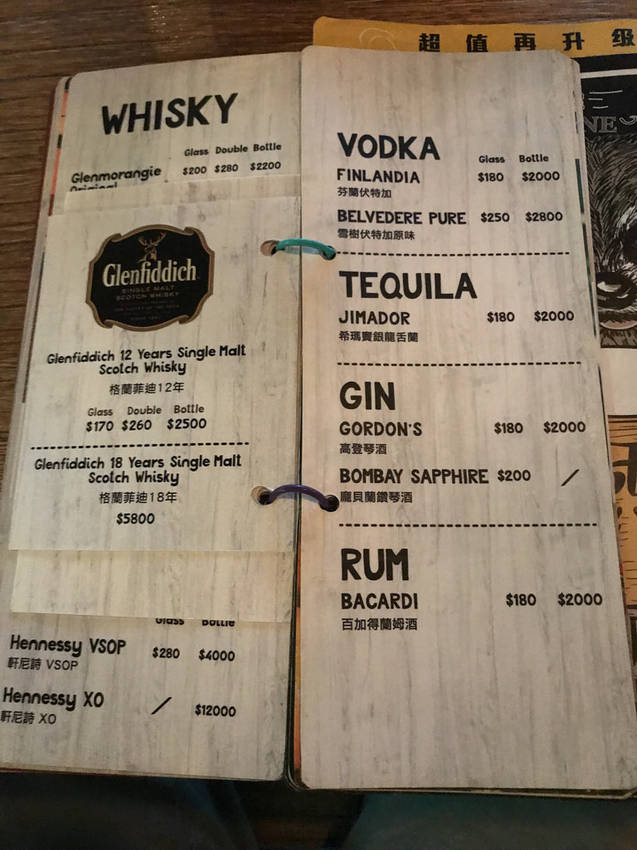 超值再升级
NE
WHISKY
Glass Double Bottle
Glenmorangie $200 $280 $2200
Original
Glenfiddich
SINGLE MALT
SCOTCH WHISKY
Glenfiddich 12 Years Single Malt
Scotch Whisky
格蘭菲迪12年
Glass Double Bottle
$170 $260 $2500
Glenfiddich 18 Years Single Malt
Scotch Whisky
格蘭菲迪18年
$5800
Glass Bottle
Hennessy VSOP $280 $4000
軒尼詩 VSOP
Hennessy XO / $12000
軒尼詩 XO
VODKA Glass Bottle
FINLANDIA $180 $2000
芬蘭伏特加
BELVEDERE PURE $250 $2800
雪樹伏特加原味
TEQUILA
JIMADOR $180 $2000
希瑪竇銀龍舌蘭
GIN
GORDON'S $180 $2000
高登琴酒
BOMBAY SAPPHIRE $200 /
龐貝蘭鑽琴酒
RUM
BACARDI $180 $2000
百加得蘭姆酒